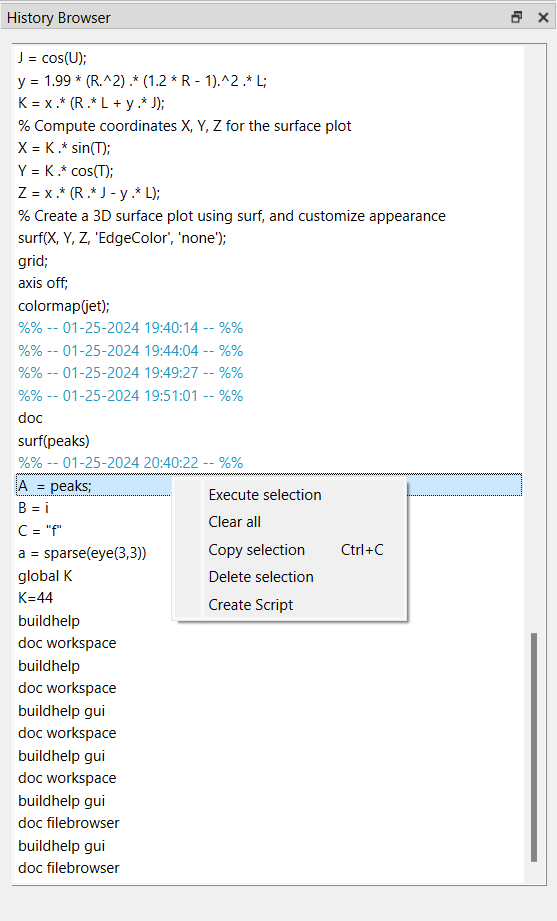 History Browser
J = cos(U);
y = 1.99 * (R.^2) .* (1.2 * R - 1).^2 .* L;
K = x .* (R .* L + y .* J);
% Compute coordinates X, Y, Z for the surface plot
X = K .* sin(T);
Y = K .* cos(T);
Z = x .* (R .* J - y .* L);
% Create a 3D surface plot using surf, and customize appearance
surf(X, Y, Z, 'EdgeColor', 'none');
grid;
axis off;
colormap(jet);
%% -- 01-25-2024 19:40:14 -- %%
%% -- 01-25-2024 19:44:04 -- %%
%% -- 01-25-2024 19:49:27 -- %%
%% -- 01-25-2024 19:51:01 -- %%
doc
surf(peaks)
%% -- 01-25-2024 20:40:22 -- %%
A  = peaks;
B = i
C = "f"
a = sparse(eye(3,3))
global K
K=44
Execute selection
Clear all
Copy selection Ctrl+C
Delete selection
Create Script
buildhelp
doc workspace
buildhelp
doc workspace
buildhelp gui
doc workspace
buildhelp gui
doc workspace
buildhelp gui
doc filebrowser
buildhelp gui
doc filebrowser